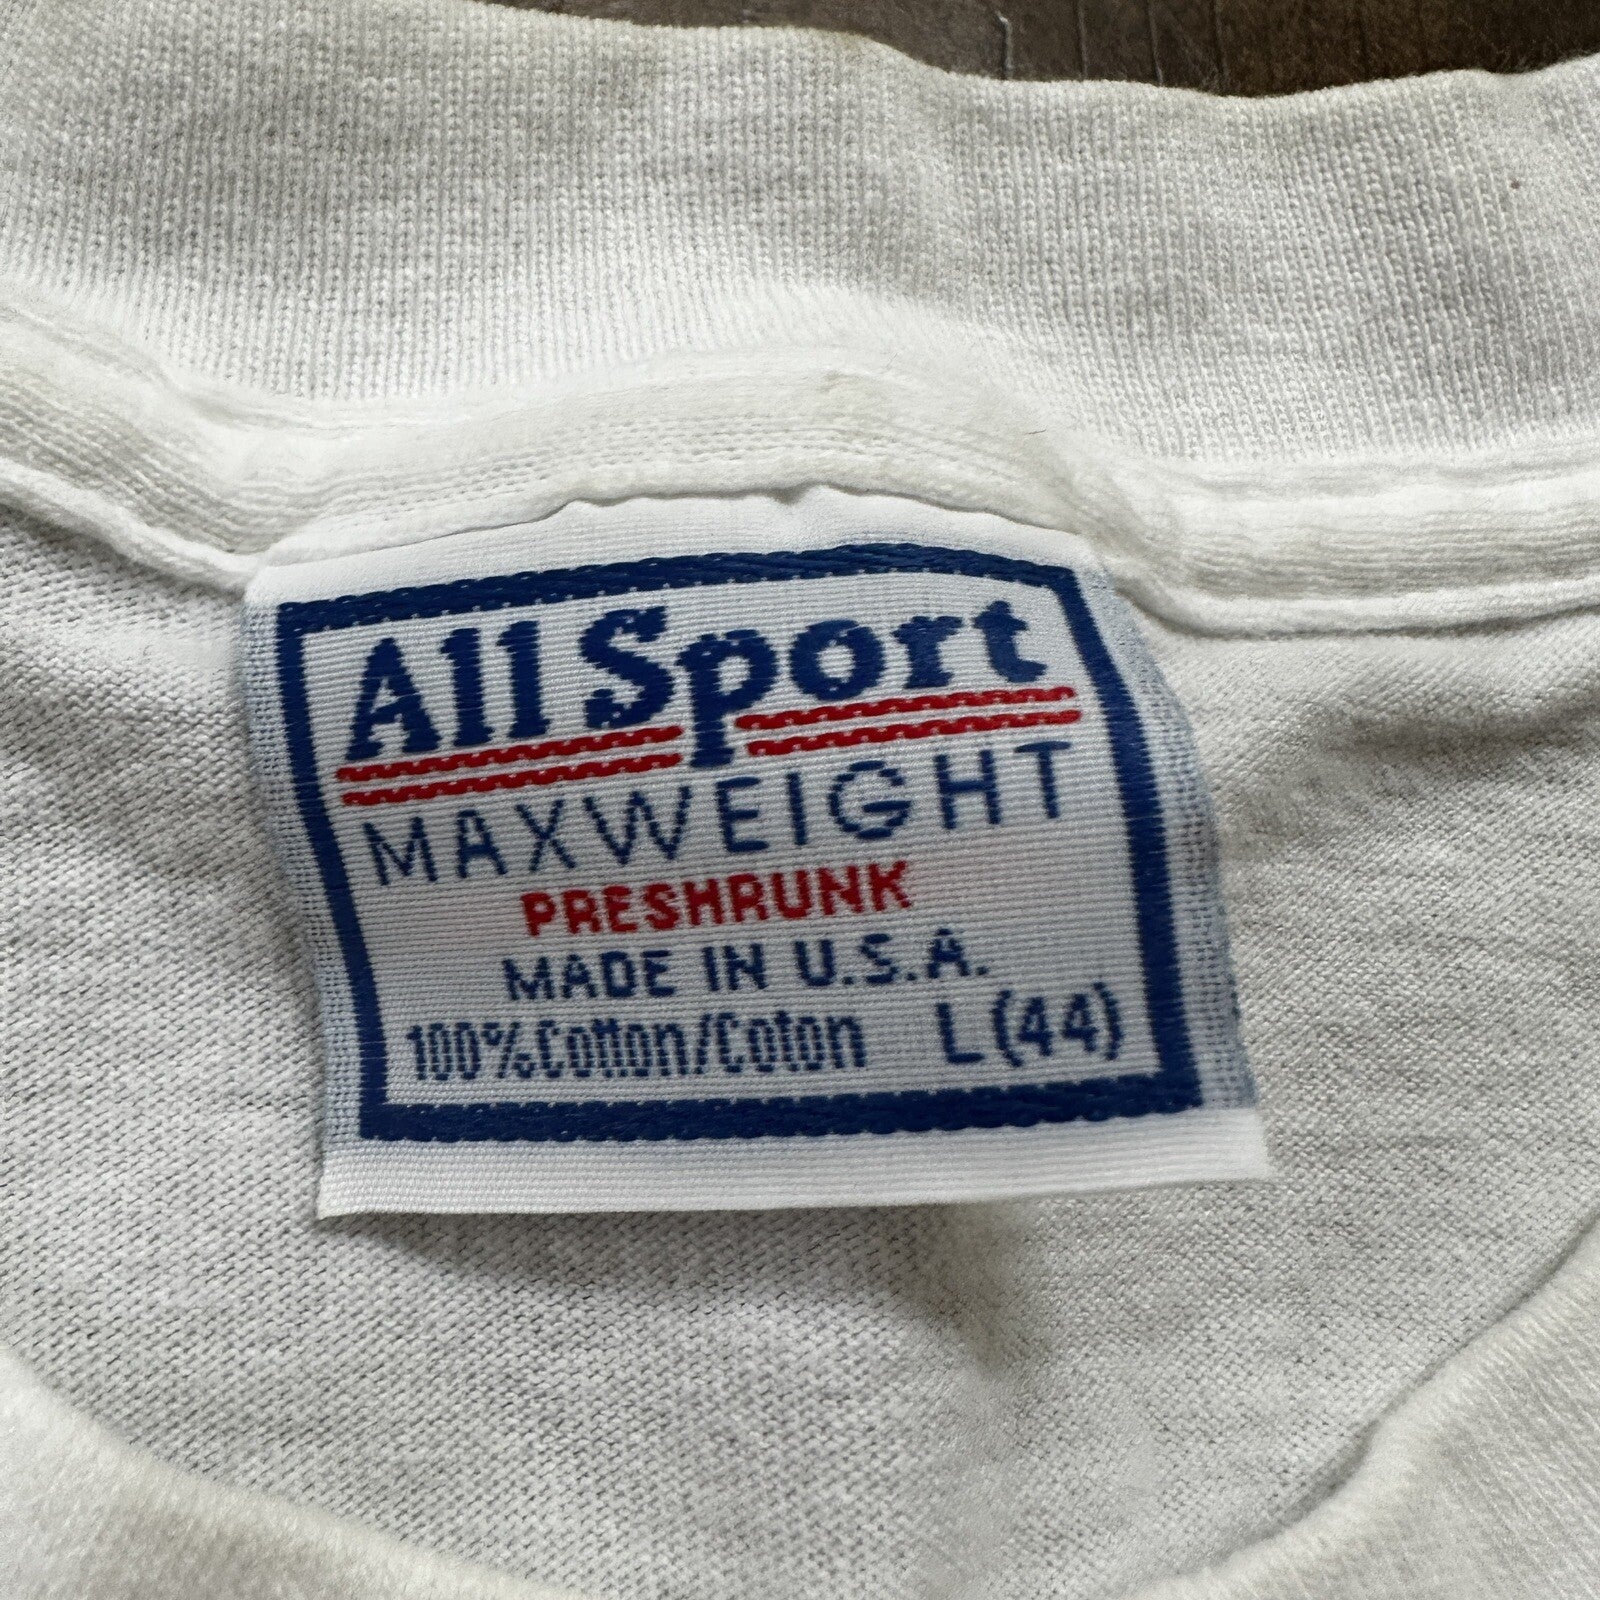 All Sport
MAXWEIGHT
PRESHRUNK
MADE IN U.S.A.
100% Cotton/Coton L(44)